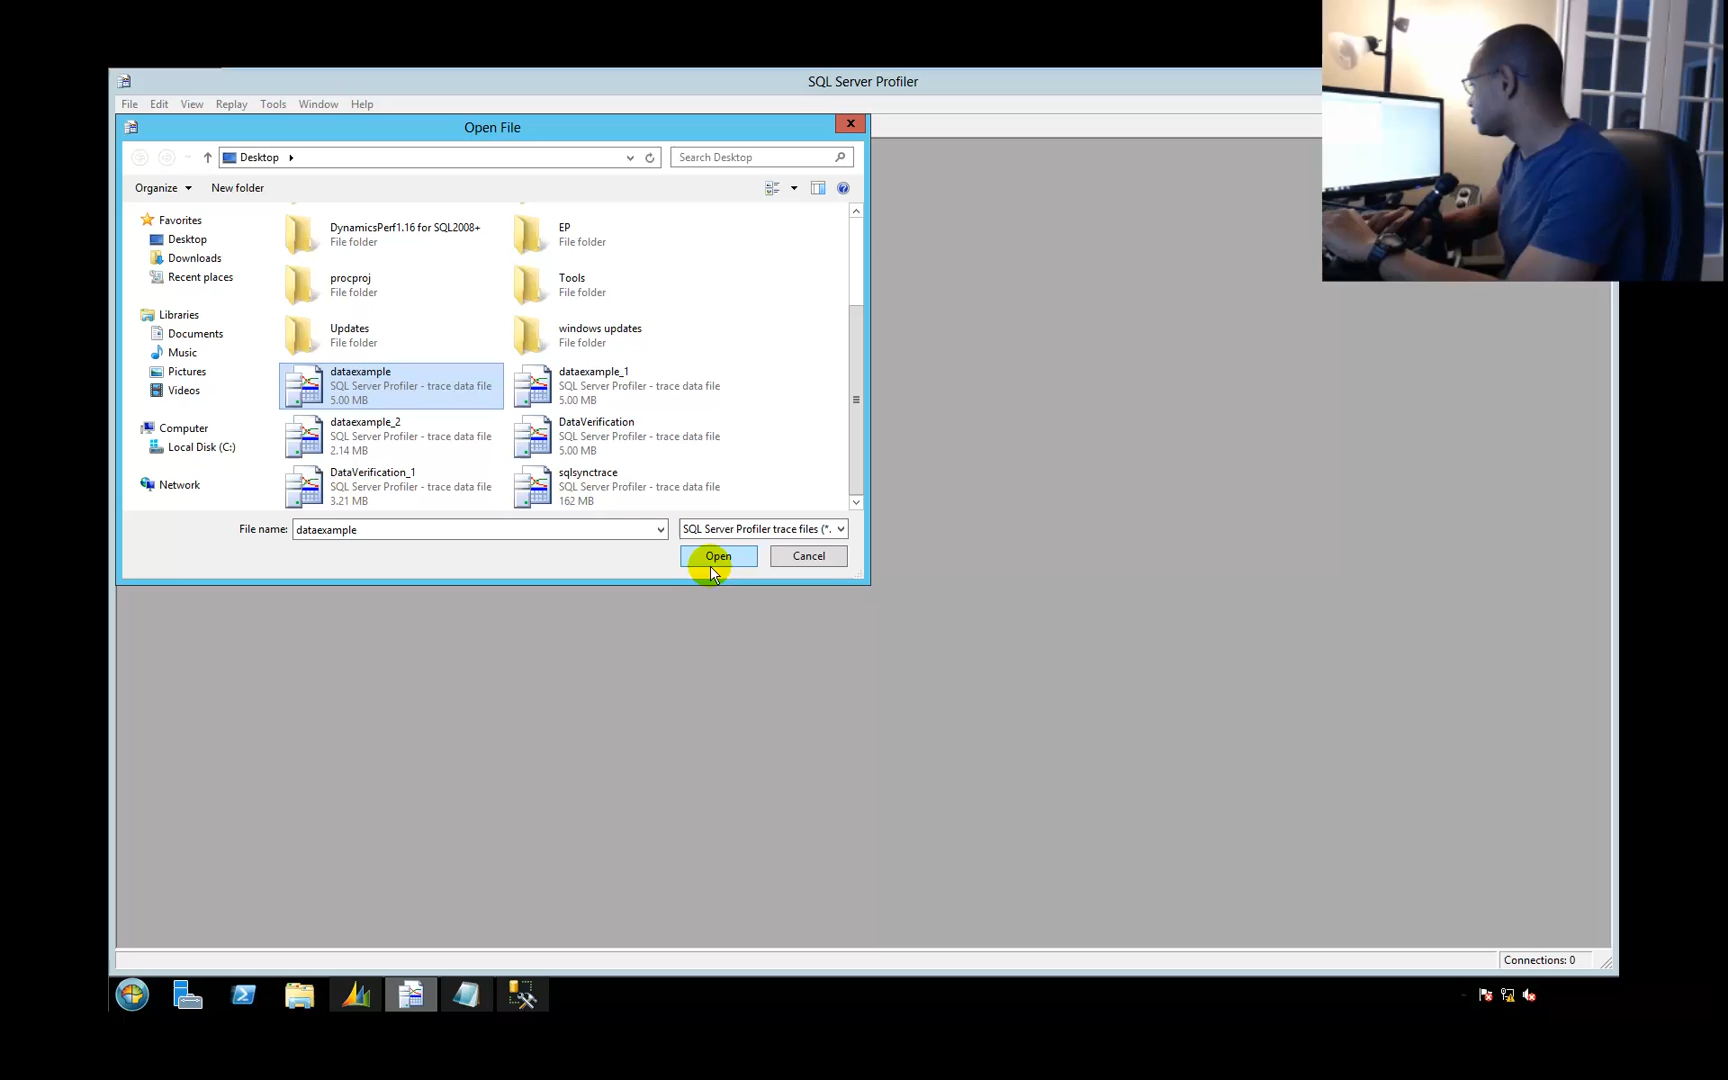 SQL Server Profiler
File Edit View Replay Tools Window Help
Open File
Desktop
Search Desktop
Organize
New folder
Favorites
Desktop
Downloads
Recent places
Libraries
Documents
Music
Pictures
Videos
Computer
Local Disk (C:)
Network
DynamicsPerf1.16 for SQL2008+
File folder
EP
File folder
procproj
File folder
Tools
File folder
Updates
File folder
windows updates
File folder
dataexample
SQL Server Profiler - trace data file
5.00 MB
dataexample_1
SQL Server Profiler - trace data file
5.00 MB
dataexample_2
SQL Server Profiler - trace data file
2.14 MB
DataVerification
SQL Server Profiler - trace data file
5.00 MB
DataVerification_1
SQL Server Profiler - trace data file
3.21 MB
sqlsynctrace
SQL Server Profiler - trace data file
162 MB
File name: dataexample
SQL Server Profiler trace files (*.
Open
Cancel
Connections: 0